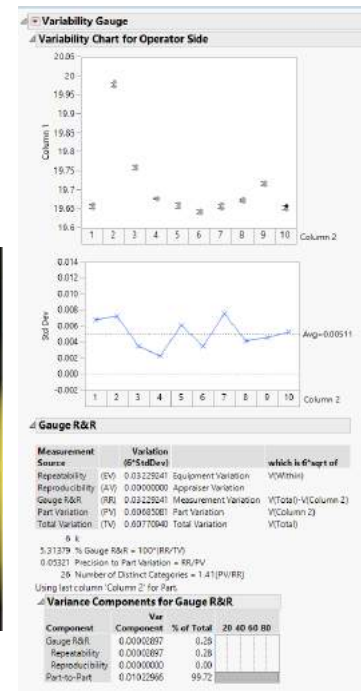 Variability Gauge
Variability Chart for Operator Side
20.05
20
19.95
19.9
19.85
19.8
19.75
19.7
19.65
19.6
Column 1
1 2 3 4 5 6 7 8 9 10 Column 2
0.014
0.012
0.010
0.008
0.006
0.004
0.002
0.000
-0.002
Std Dev
Avg=0.00511
1 2 3 4 5 6 7 8 9 10 Column 2
Gauge R&R
Measurement Source Variation (6*StdDev) which is 6*sqrt of
Repeatability (EV) 0.03229241 Equipment Variation V(Within)
Reproducibility (AV) 0.00000000 Appraiser Variation
Gauge R&R (RR) 0.03229241 Measurement Variation V(Total)-V(Column 2)
Part Variation (PV) 0.60685081 Part Variation V(Column 2)
Total Variation (TV) 0.60770940 Total Variation V(Total)
6 k
5.31379 % Gauge R&R = 100*(RR/TV)
0.05321 Precision to Part Variation = RR/PV
26 Number of Distinct Categories = 1.41(PV/RR)
Using last column 'Column 2' for Part.
Variance Components for Gauge R&R
Component Var Component % of Total 20 40 60 80
Gauge R&R 0.00002897 0.28
Repeatability 0.00002897 0.28
Reproducibility 0.00000000 0.00
Part-to-Part 0.01022966 99.72